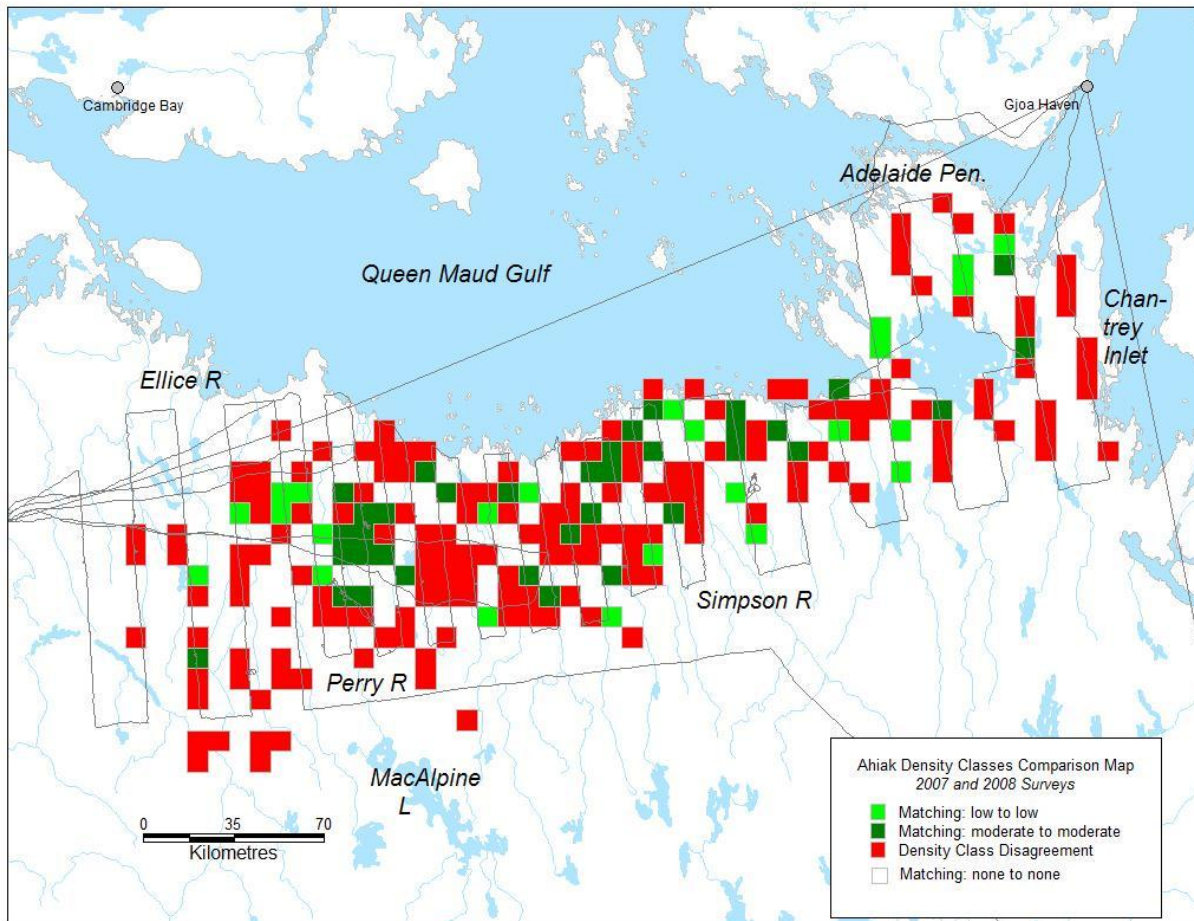 Cambridge Bay
Gjoa Haven
Adelaide Pen.
Queen Maud Gulf
Chan-
trey
Inlet
Ellice R
Simpson R
Perry R
MacAlpine
L
0 35 70
Kilometres
Ahiak Density Classes Comparison Map
2007 and 2008 Surveys
Matching: low to low
Matching: moderate to moderate
Density Class Disagreement
Matching: none to none